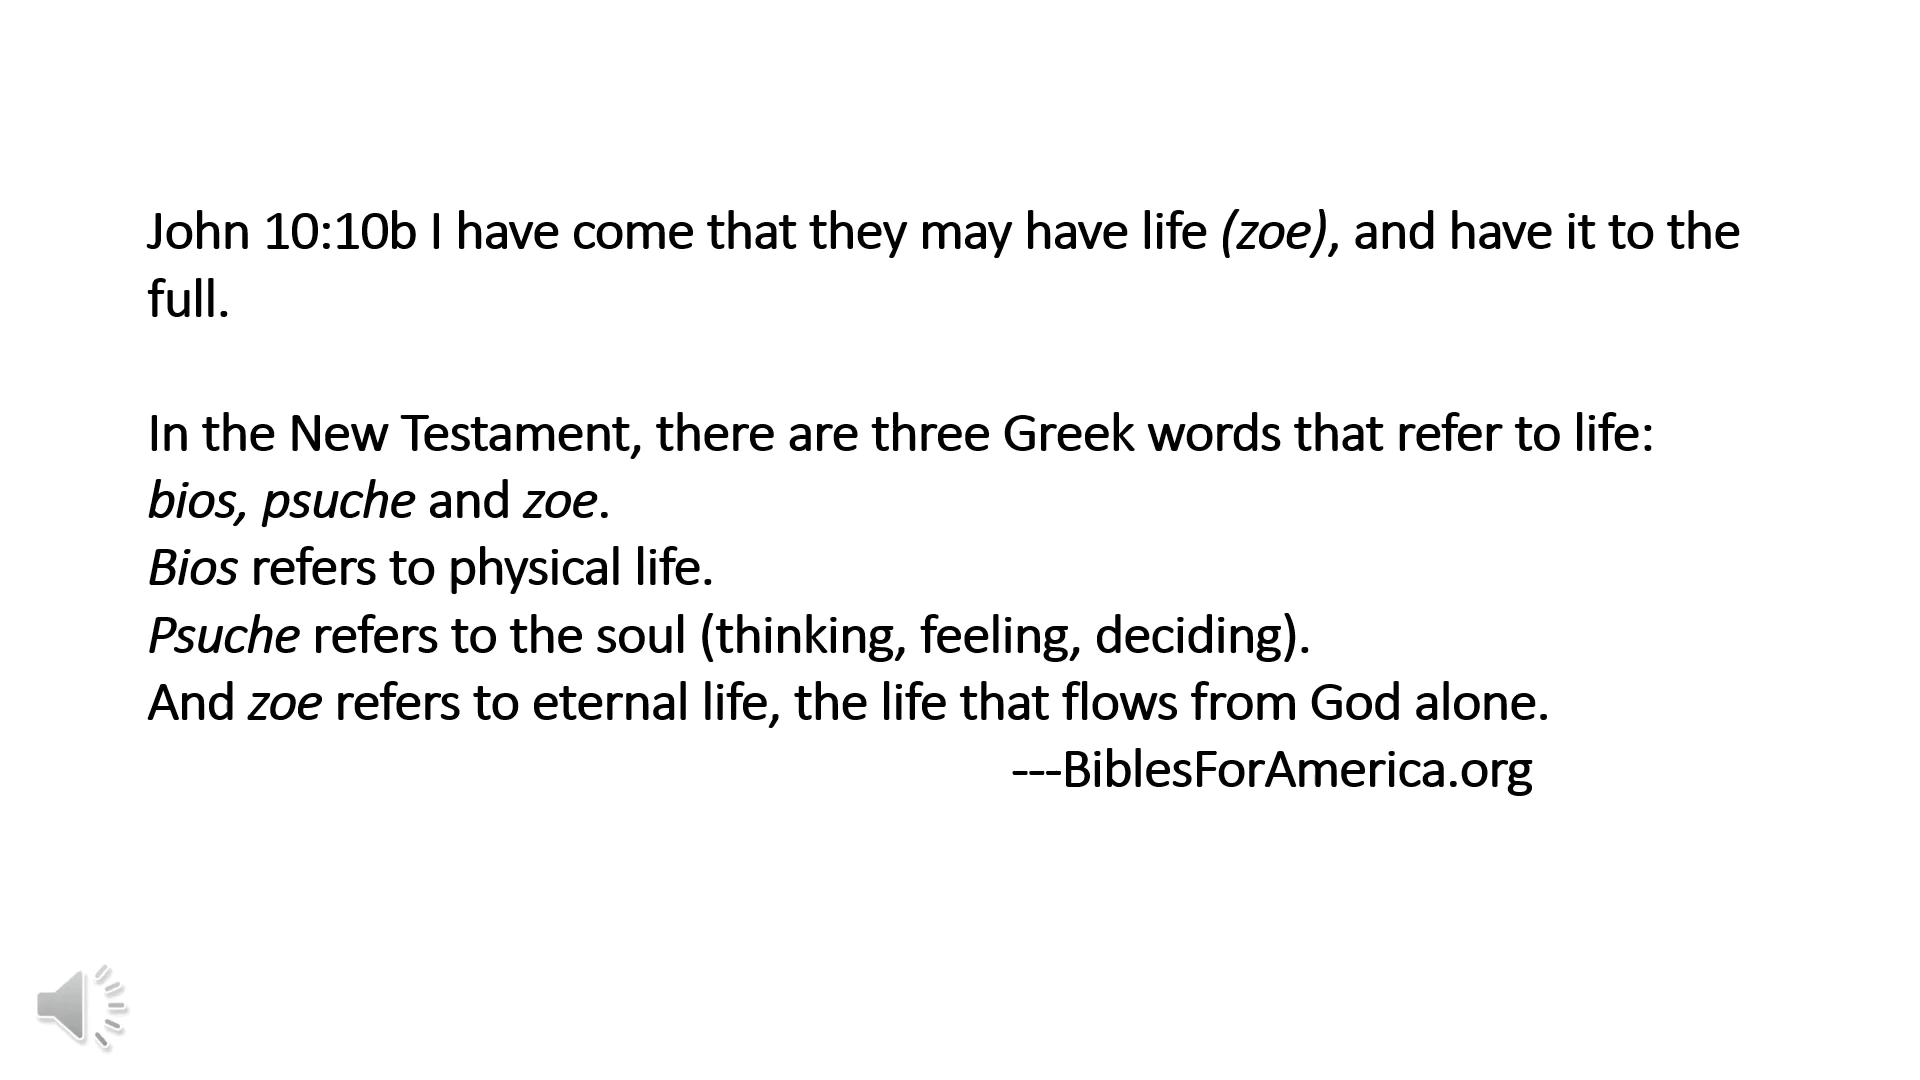 John 10:10b I have come that they may have life (zoe), and have it to the
full.
In the New Testament, there are three Greek words that refer to life:
bios, psuche and zoe.
Bios refers to physical life.
Psuche refers to the soul (thinking, feeling, deciding).
And zoe refers to eternal life, the life that flows from God alone.
---BiblesForAmerica.org